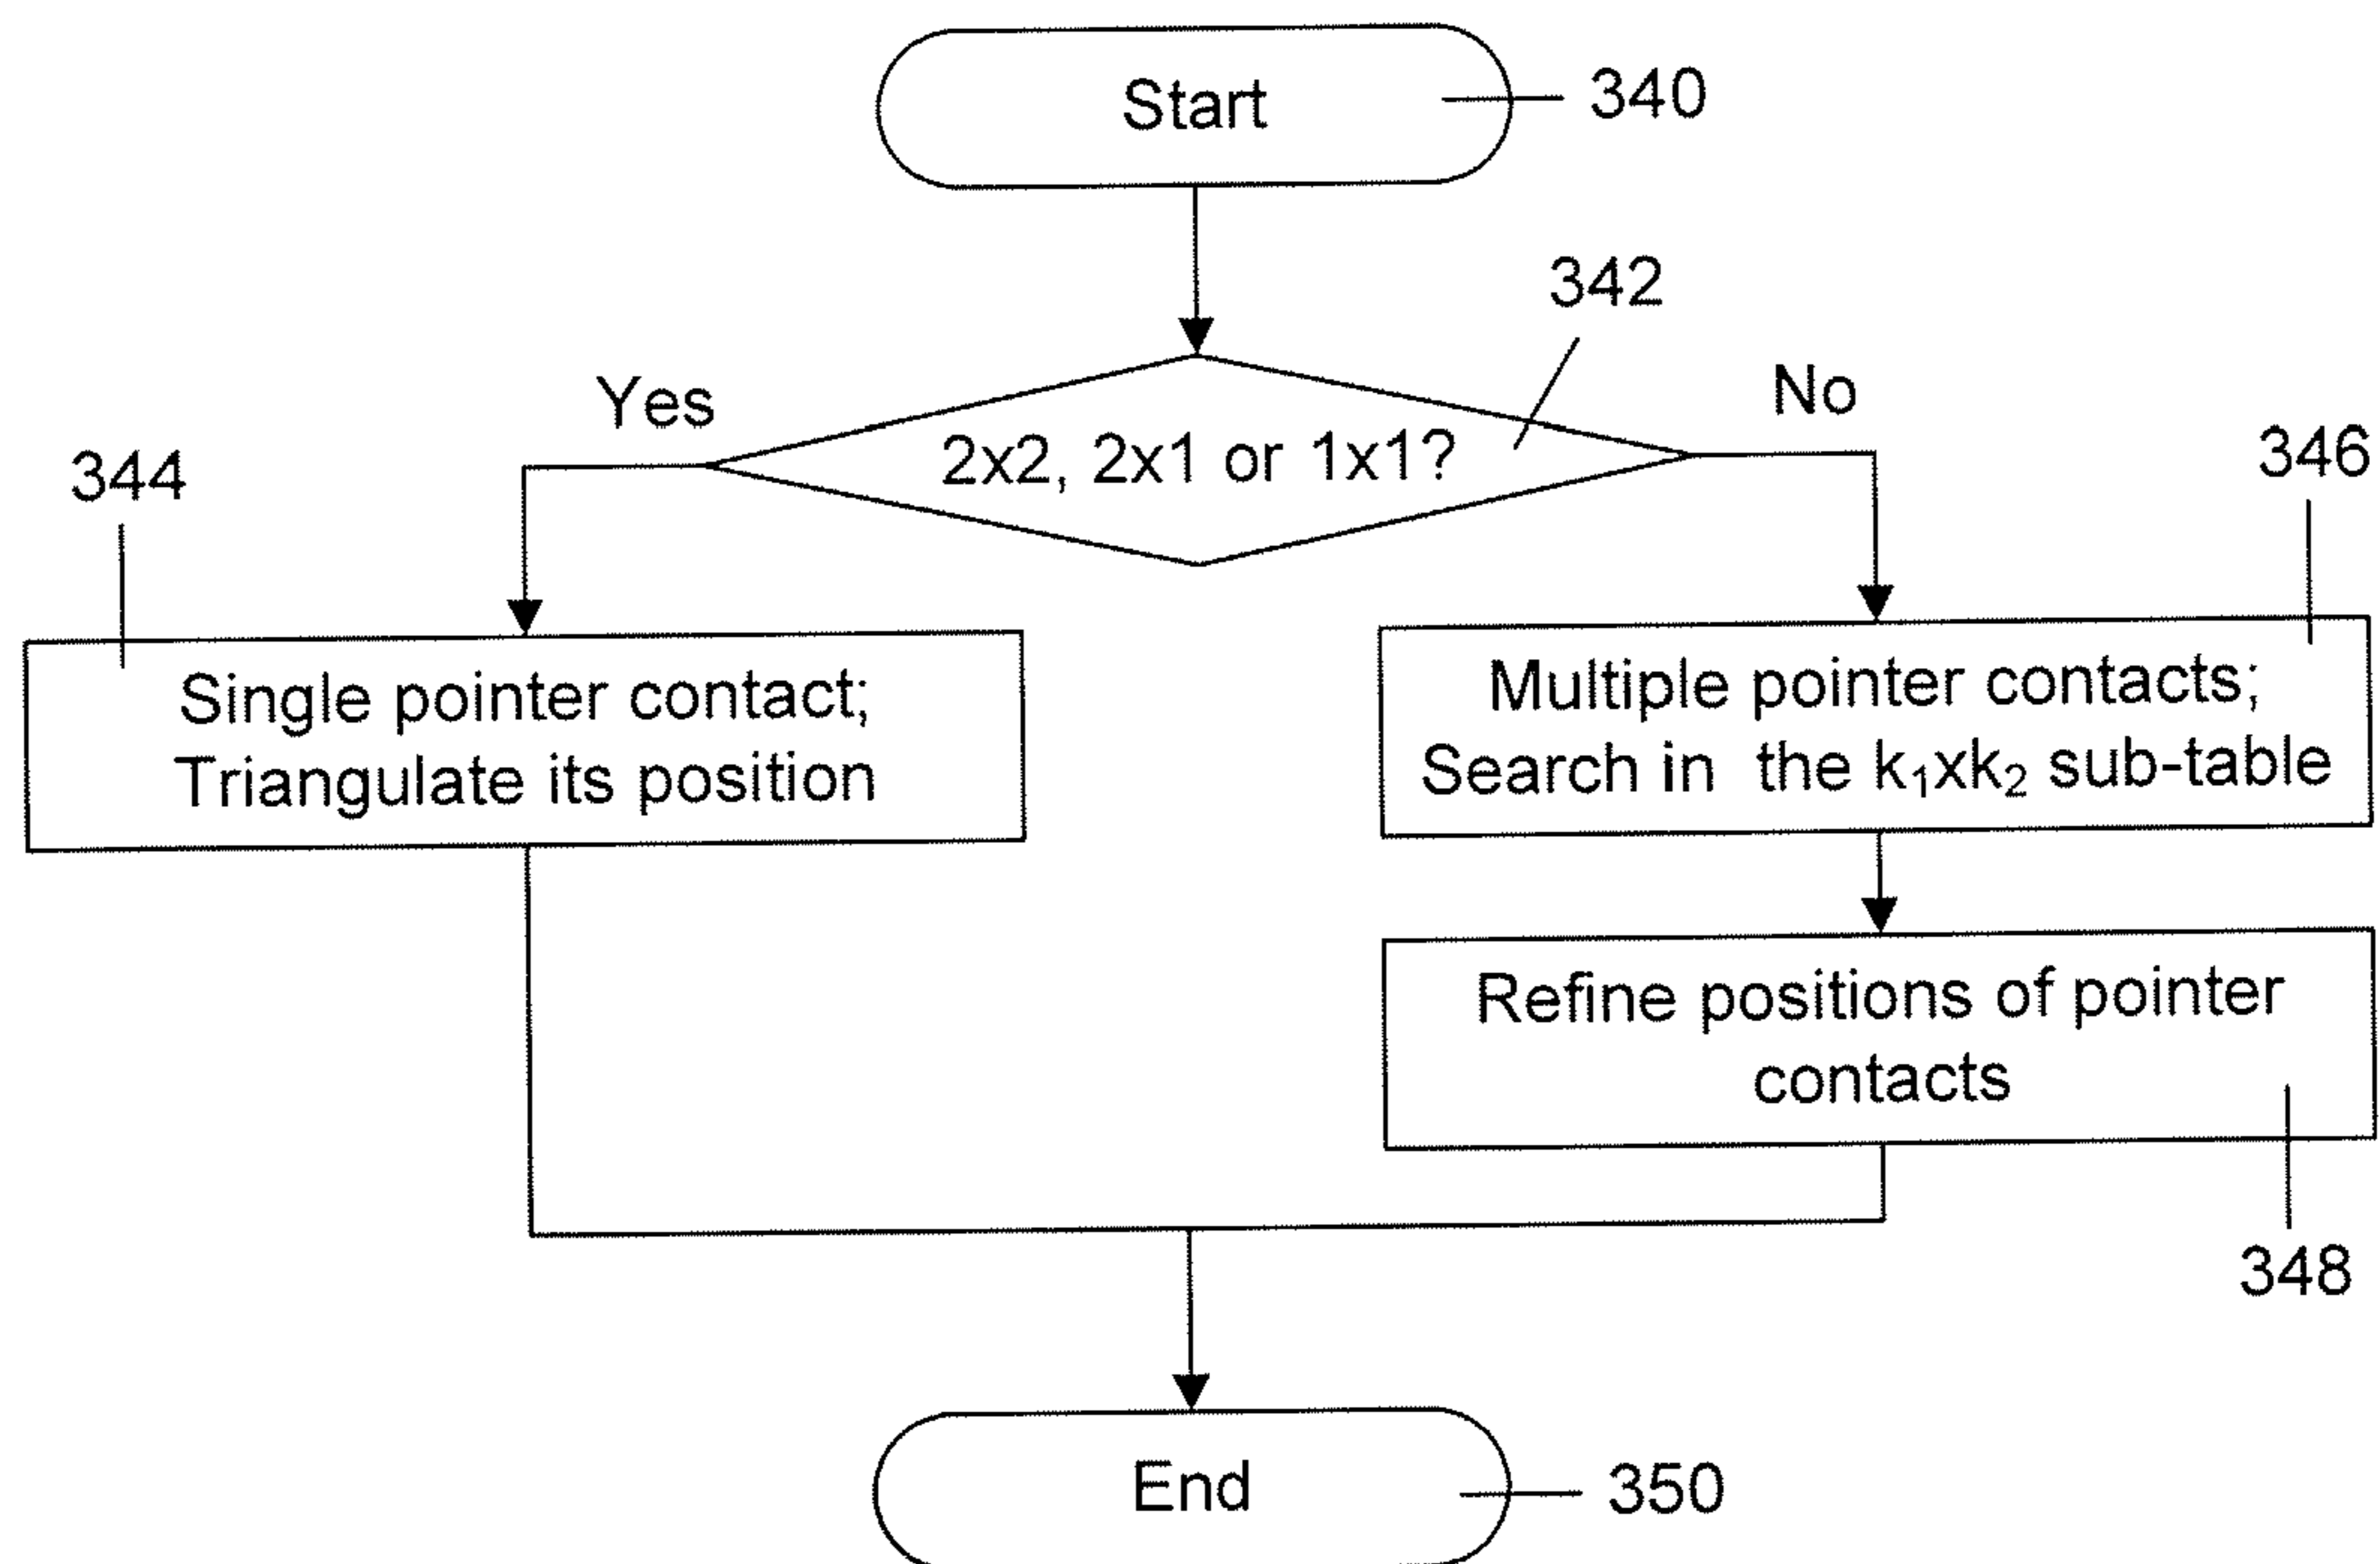 Start
340
342
Yes
No
2x2, 2x1 or 1x1?
344
346
Single pointer contact;
Triangulate its position
Multiple pointer contacts;
Search in the k₁xk₂ sub-table
Refine positions of pointer
contacts
348
End
350